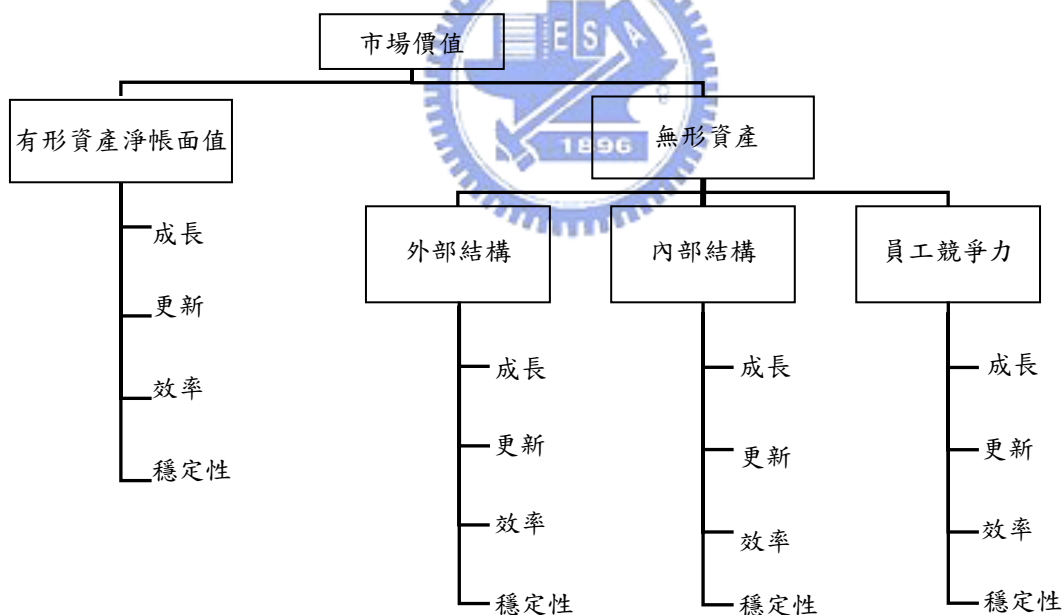 市場價值
ES A
1896
有形資產淨帳面值
成長
更新
效率
穩定性
無形資產
外部結構
成長
更新
效率
穩定性
內部結構
成長
更新
效率
穩定性
員工競爭力
成長
更新
效率
穩定性